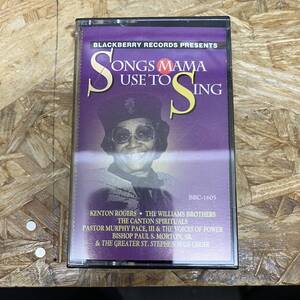 BLACKBERRY RECORDS PRESENTS
SONGS MAMA
USE TO SING
BBC-1605
KENTON ROGERS • THE WILLIAMS BROTHERS
THE CANTON SPIRITUALS
PASTOR MURPHY PACE, III & THE VOICES OF POWER
BISHOP PAUL S. MORTON, SR.
& THE GREATER ST. STEPHEN